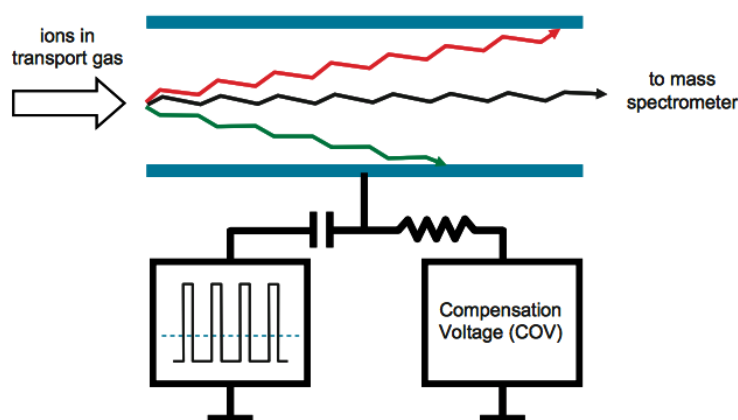 ions in
transport gas
to mass
spectrometer
Compensation
Voltage (COV)